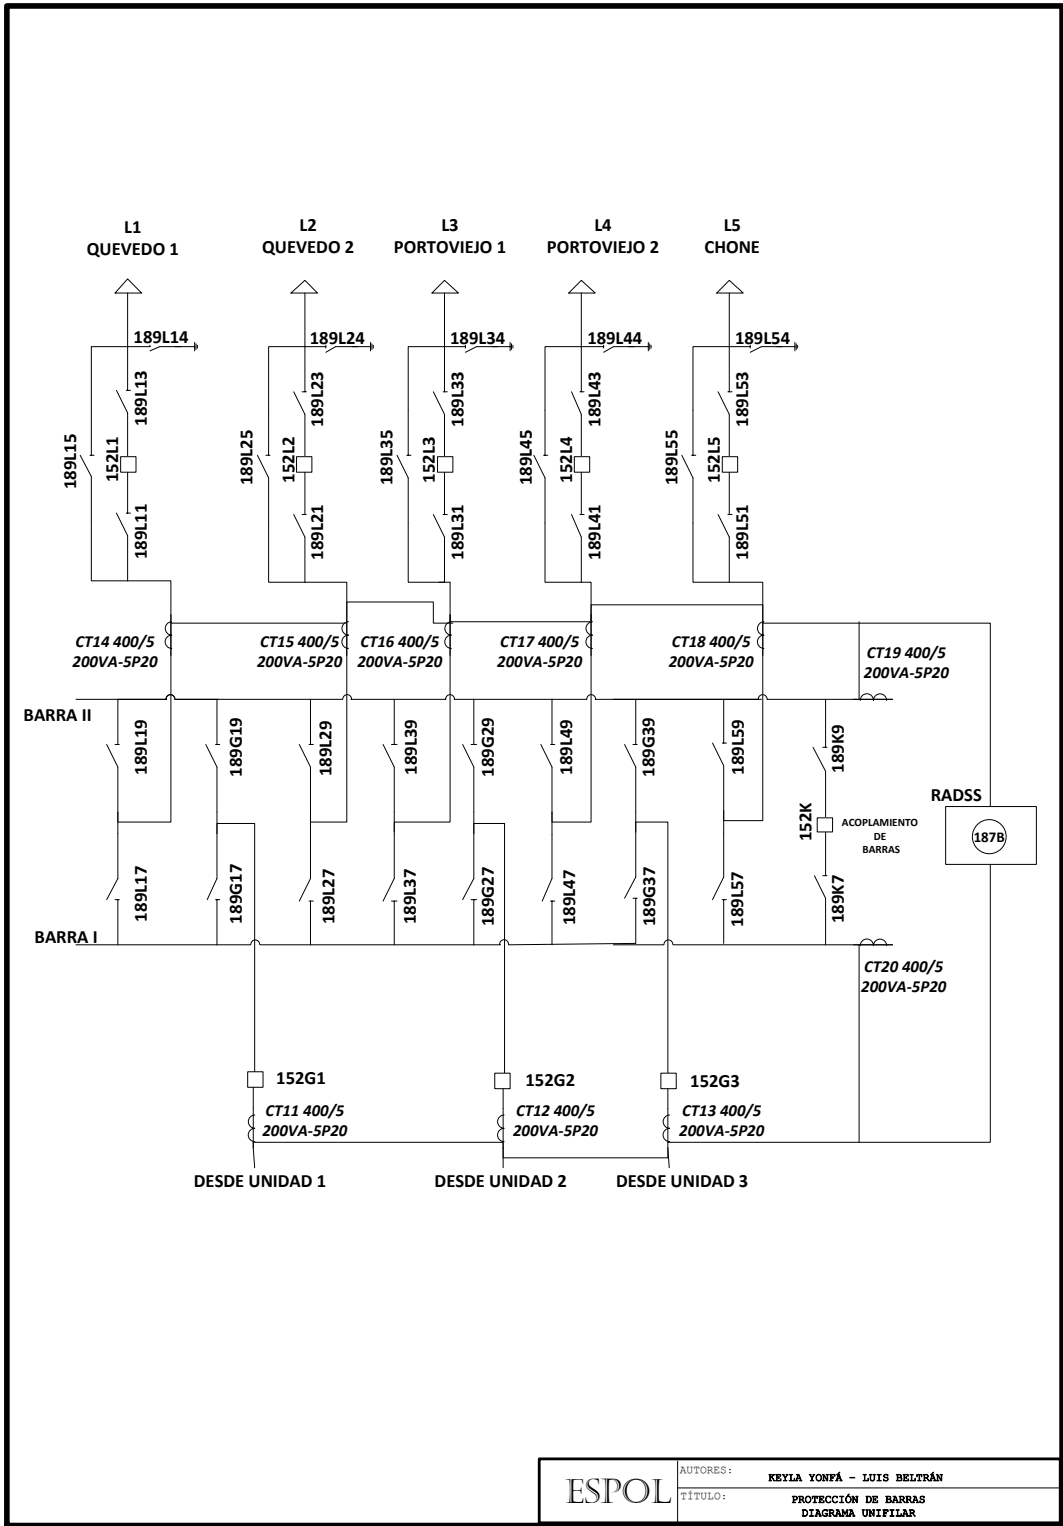 L1
QUEVEDO 1
L2
QUEVEDO 2
L3
PORTOVIEJO 1
L4
PORTOVIEJO 2
L5
CHONE
189L14
189L24
189L34
189L44
189L54
189L13
189L23
189L33
189L43
189L53
189L15
152L1
189L25
152L2
189L35
152L3
189L45
152L4
189L55
152L5
189L11
189L21
189L31
189L41
189L51
CT14 400/5
200VA-5P20
CT15 400/5
200VA-5P20
CT16 400/5
200VA-5P20
CT17 400/5
200VA-5P20
CT18 400/5
200VA-5P20
CT19 400/5
200VA-5P20
BARRA II
189L19
189G19
189L29
189L39
189G29
189L49
189G39
189L59
189K9
152K
ACOPLAMIENTO
DE
BARRAS
RADSS
187B
189L17
189G17
189L27
189L37
189G27
189L47
189G37
189L57
189K7
BARRA I
CT20 400/5
200VA-5P20
152G1
152G2
152G3
CT11 400/5
200VA-5P20
CT12 400/5
200VA-5P20
CT13 400/5
200VA-5P20
DESDE UNIDAD 1
DESDE UNIDAD 2
DESDE UNIDAD 3
ESPOL
AUTORES:
KEYLA YONFÁ - LUIS BELTRÁN
TÍTULO:
PROTECCIÓN DE BARRAS
DIAGRAMA UNIFILAR